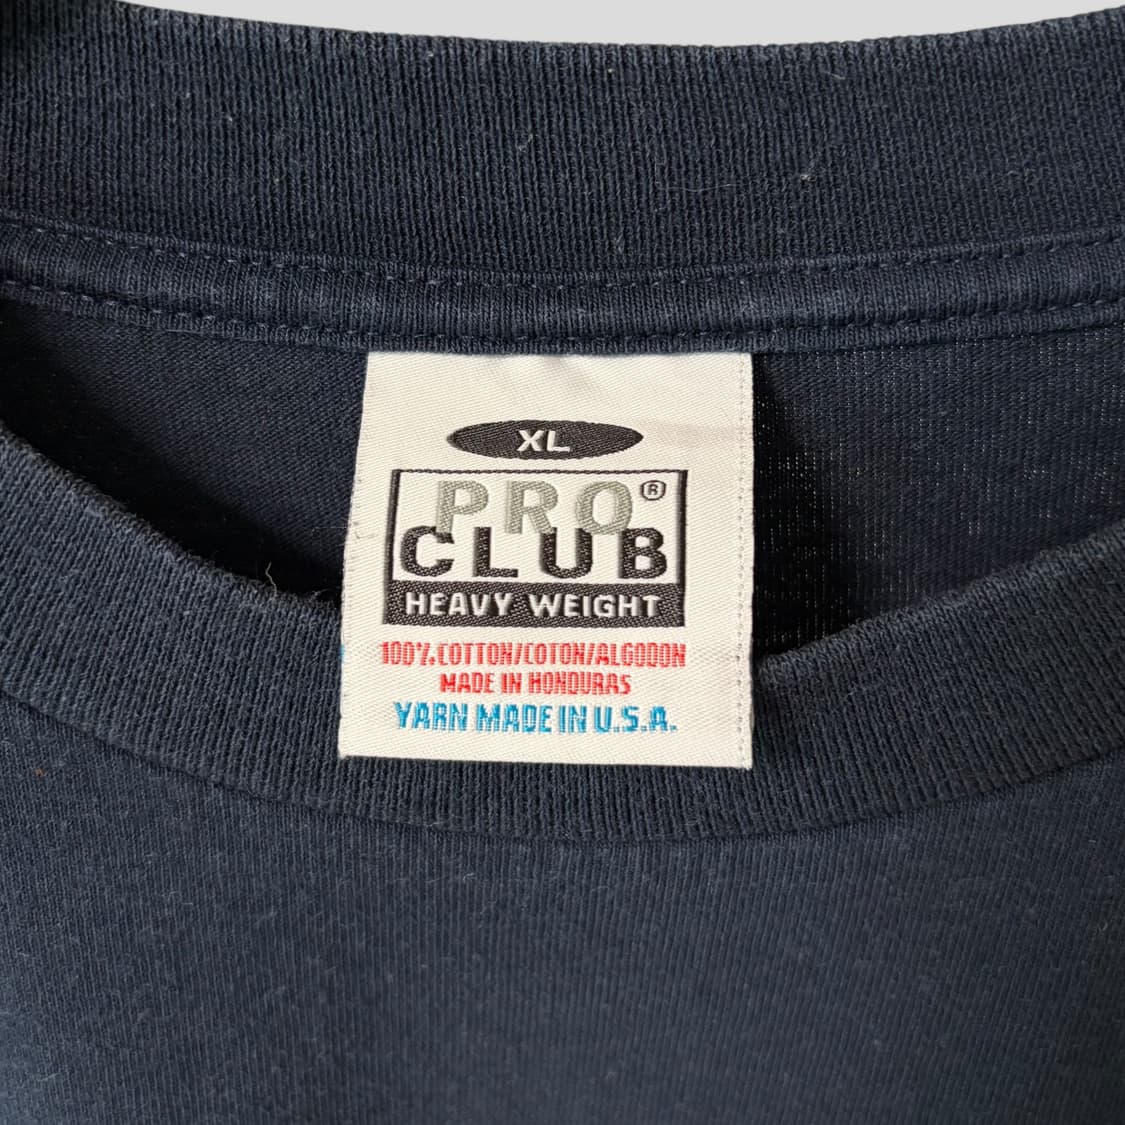 XL
PRO®
CLUB
HEAVY WEIGHT
100% COTTON/COTON/ALGODON
MADE IN HONDURAS
YARN MADE IN U.S.A.